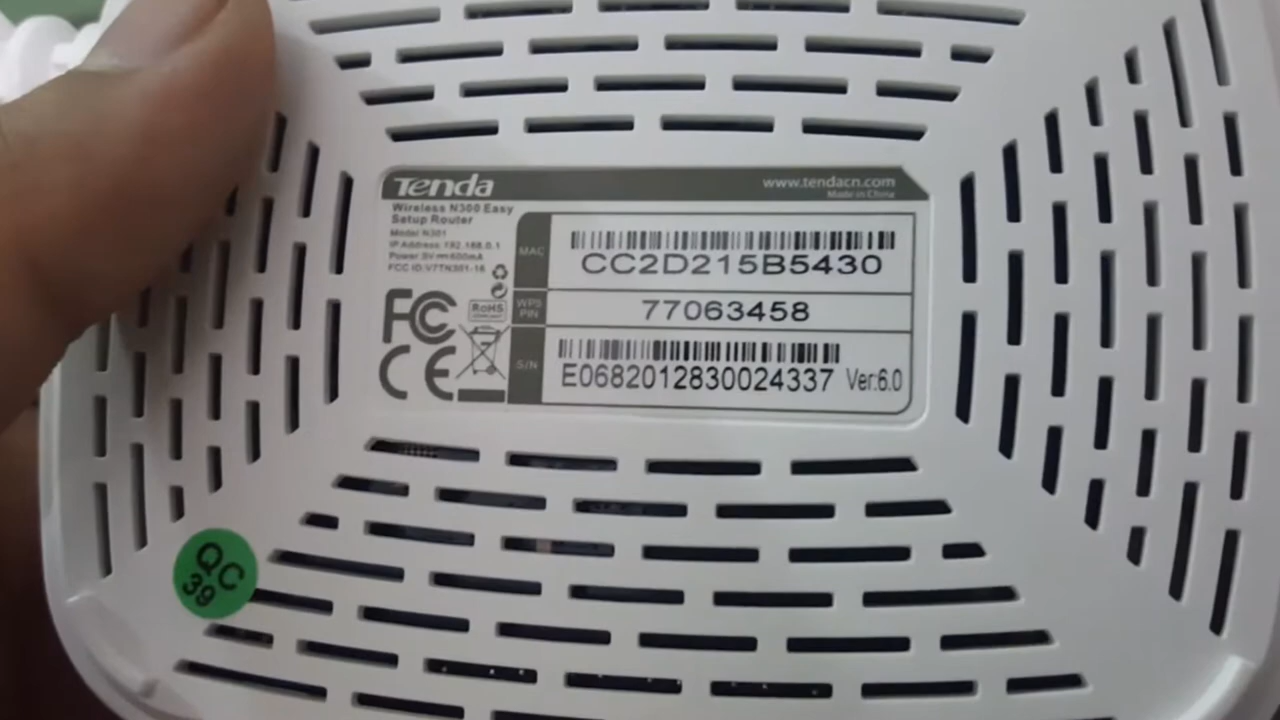 Tenda
www.tendacn.com
Made in China
Wireless N300 Easy
Setup Router
Model N301
IP Address:192.168.0.1
Power:9V⎓600mA
FCC ID:V7TN301-16
FC
RoHS
CE
MAC
CC2D215B5430
WPS
PIN
77063458
S/N
E0682012830024337 Ver:6.0
QC
39